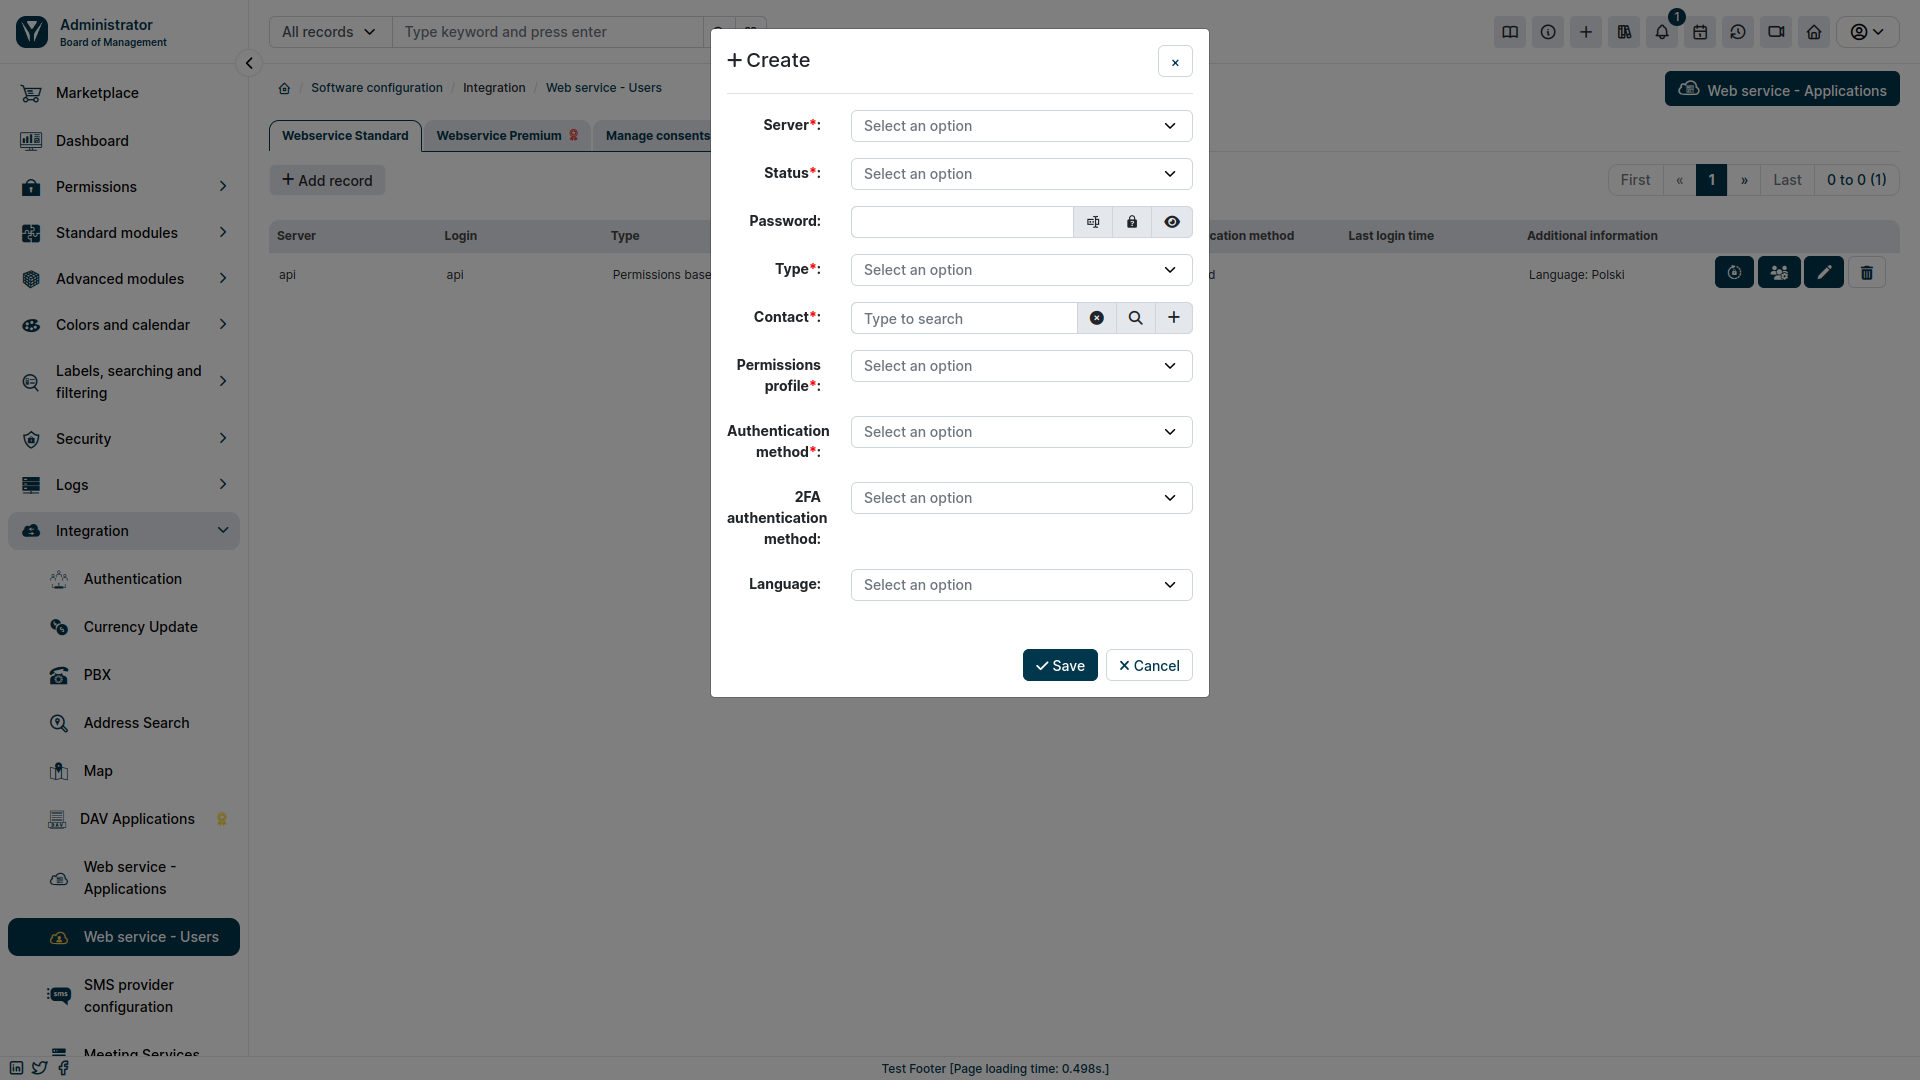 Administrator
Board of Management
All records
Type keyword and press enter
1
Marketplace
Dashboard
Permissions
Standard modules
Advanced modules
Colors and calendar
Labels, searching and
filtering
Security
Logs
Integration
Authentication
Currency Update
PBX
Address Search
Map
DAV Applications
Web service -
Applications
Web service - Users
SMS provider
configuration
Meeting Services
/ Software configuration / Integration / Web service - Users
Web service - Applications
Webservice Standard
Webservice Premium
Manage consents
+ Add record
First « 1 » Last 0 to 0 (1)
Server Login Type cation method Last login time Additional information
api api Permissions base d Language: Polski
+ Create
×
Server*: Select an option
Status*: Select an option
Password:
Type*: Select an option
Contact*: Type to search
Permissions
profile*:
Select an option
Authentication
method*:
Select an option
2FA
authentication
method:
Select an option
Language: Select an option
Save
Cancel
Test Footer [Page loading time: 0.498s.]